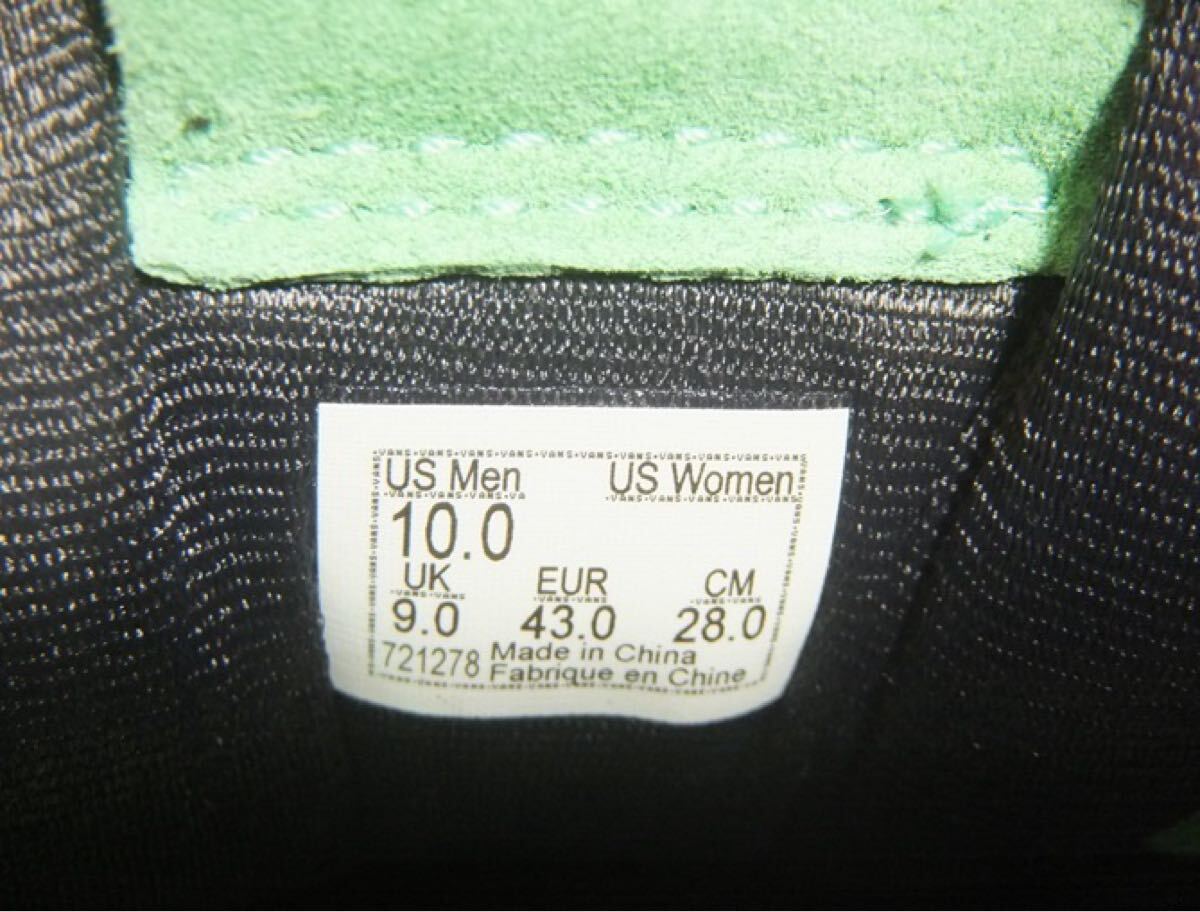 US Men US Women
10.0
UK EUR CM
9.0 43.0 28.0
721278 Made in China
Fabrique en Chine